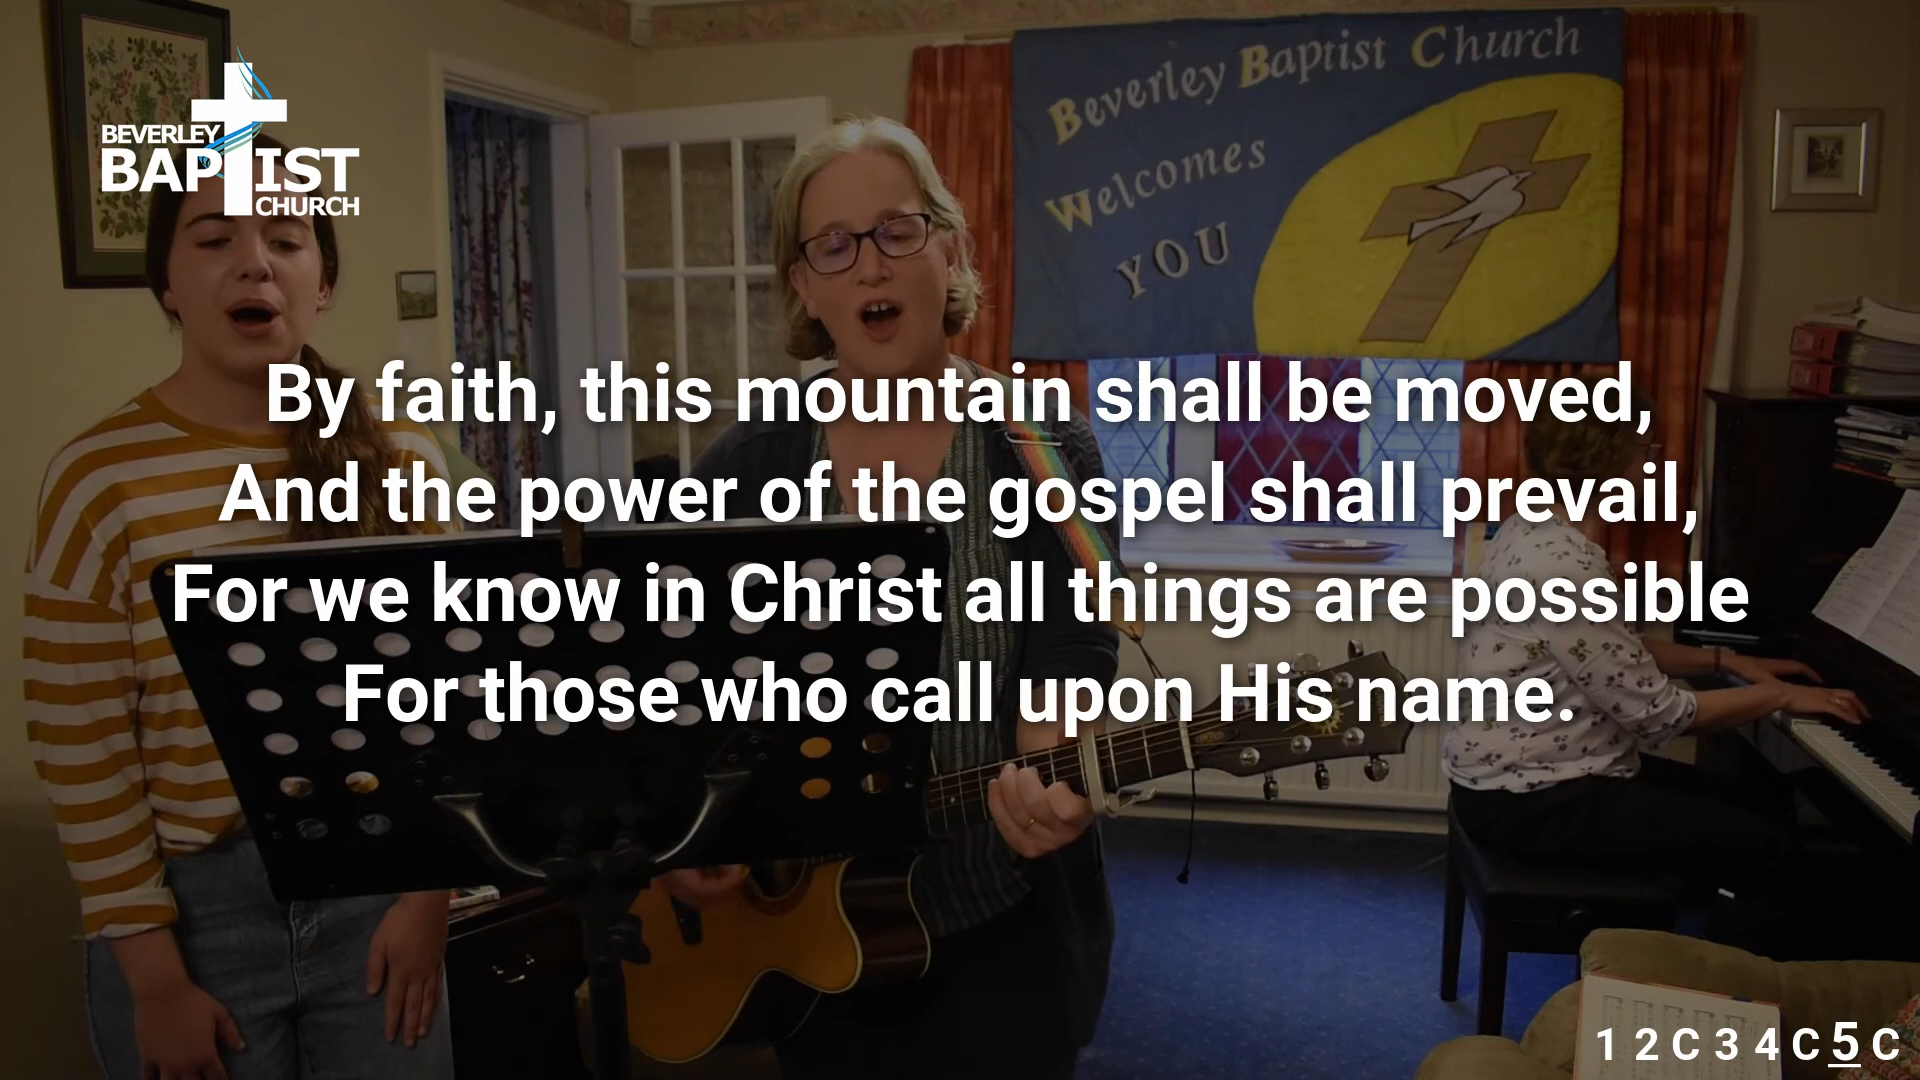 BEVERLEY
BAPTIST
CHURCH
Beverley Baptist Church
Welcomes
YOU
By faith, this mountain shall be moved,
And the power of the gospel shall prevail,
For we know in Christ all things are possible
For those who call upon His name.
1 2 C 3 4 C 5 C